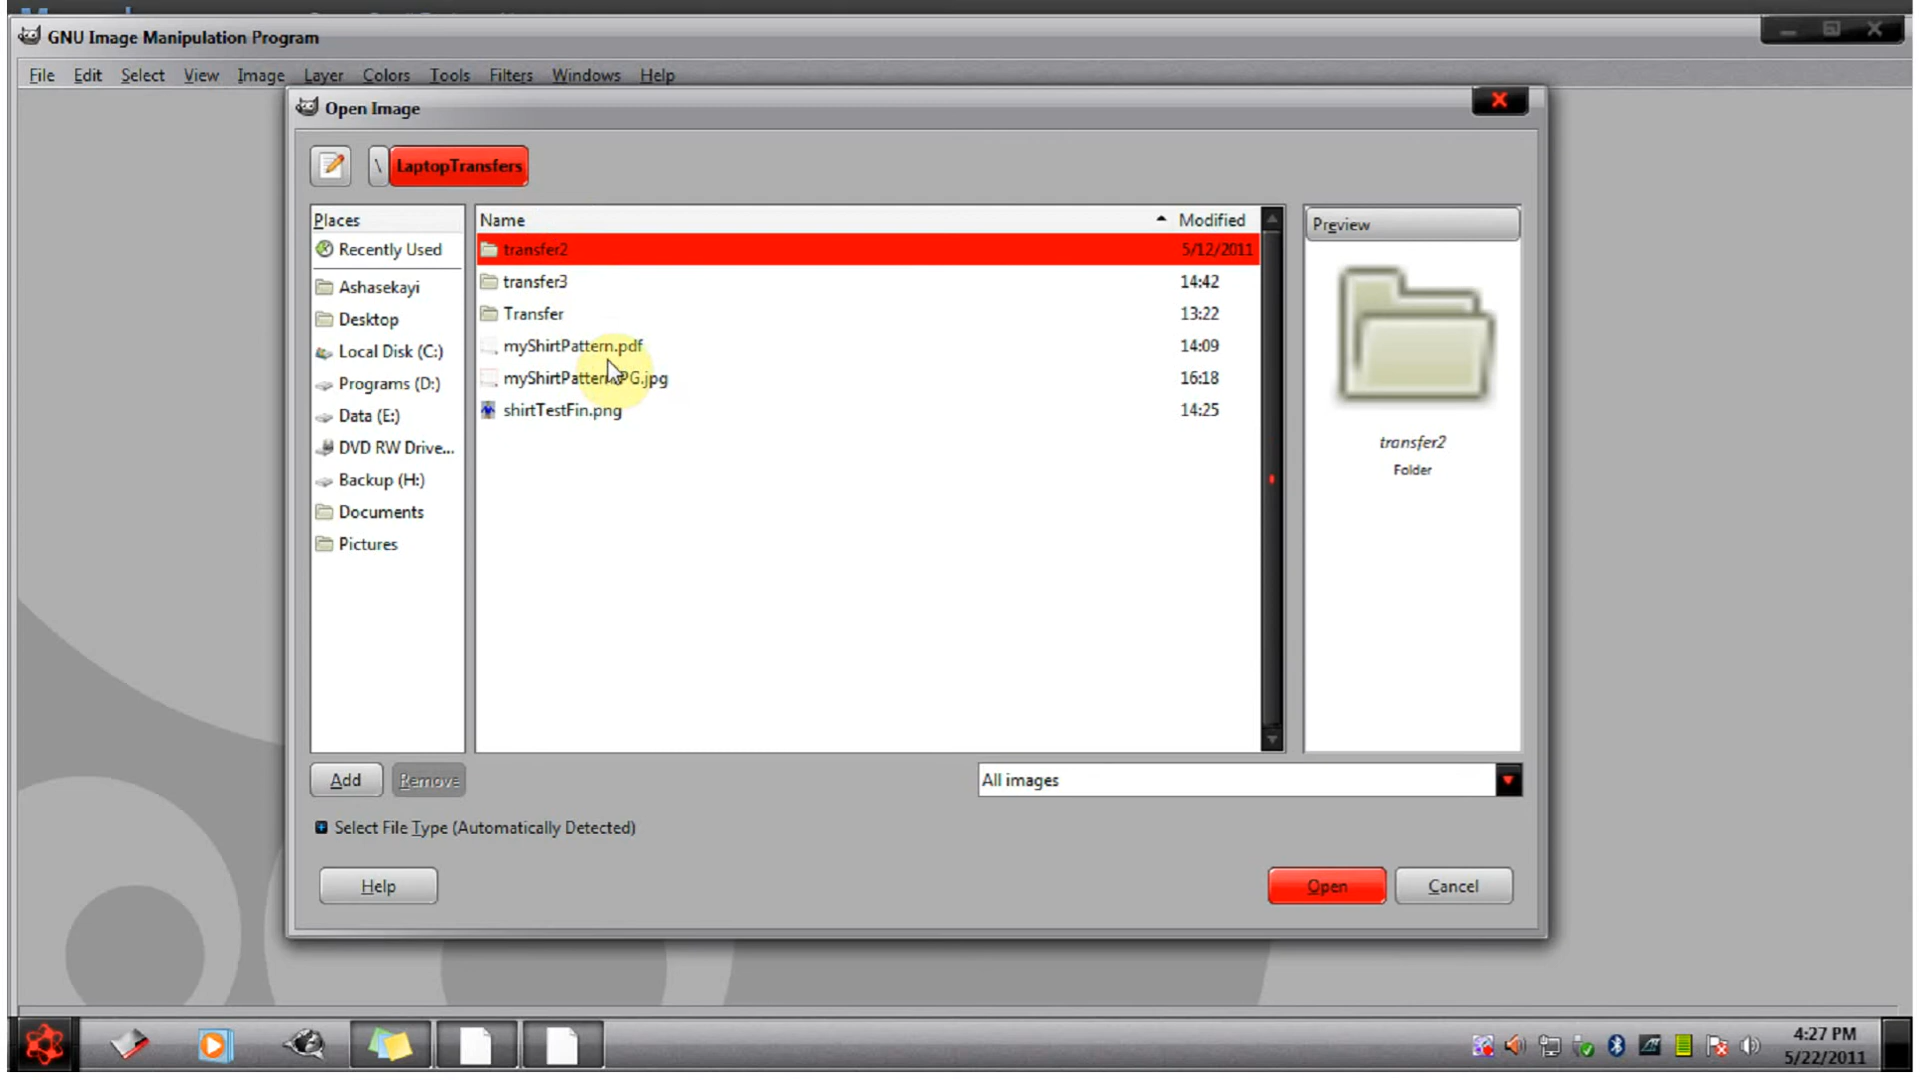 GNU Image Manipulation Program
File Edit Select View Image Layer Colors Tools Filters Windows Help
Open Image
\ LaptopTransfers
Places
Recently Used
Ashasekayi
Desktop
Local Disk (C:)
Programs (D:)
Data (E:)
DVD RW Drive...
Backup (H:)
Documents
Pictures
Name Modified
transfer2 5/12/2011
transfer3 14:42
Transfer 13:22
myShirtPattern.pdf 14:09
16:18
shirtTestFin.png 14:25
Preview
transfer2
Folder
Add Remove
All images
Select File Type (Automatically Detected)
Help
Open Cancel
4:27 PM
5/22/2011